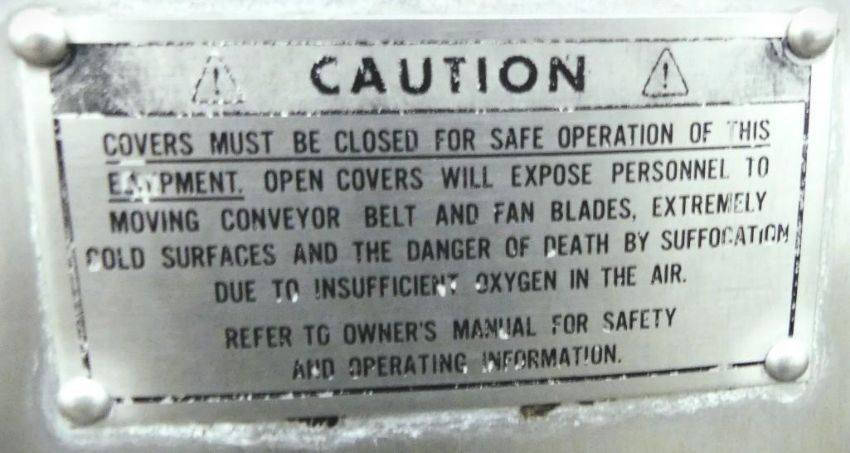 CAUTION
COVERS MUST BE CLOSED FOR SAFE OPERATION OF THIS
EQUIPMENT. OPEN COVERS WILL EXPOSE PERSONNEL TO
MOVING CONVEYOR BELT AND FAN BLADES, EXTREMELY
COLD SURFACES AND THE DANGER OF DEATH BY SUFFOCATION
DUE TO INSUFFICIENT OXYGEN IN THE AIR.
REFER TO OWNER'S MANUAL FOR SAFETY
AND OPERATING INFORMATION.